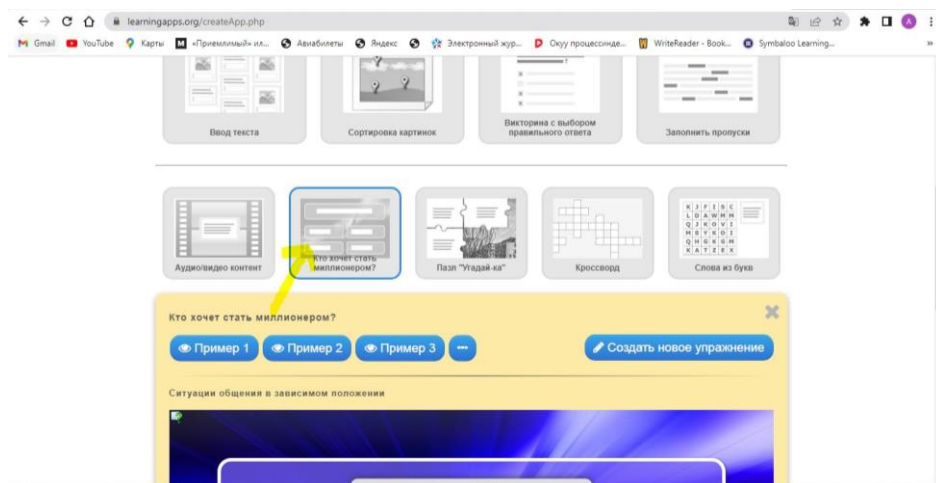 learningapps.org/createApp.php
A
Gmail YouTube Карты «Приемлимый» ил... Авиабилеты Яндекс Электронный жур... Окуу процессинде... WriteReader - Book... Symbaloo Learning... »
Ввод текста
Сортировка картинок
Викторина с выбором
правильного ответа
Заполнить пропуски
Аудио/видео контент
Кто хочет стать
миллионером?
Пазл "Угадай-ка"
Кроссворд
Слова из букв
Кто хочет стать миллионером?
Пример 1 Пример 2 Пример 3 Создать новое упражнение
Ситуации общения в зависимом положении